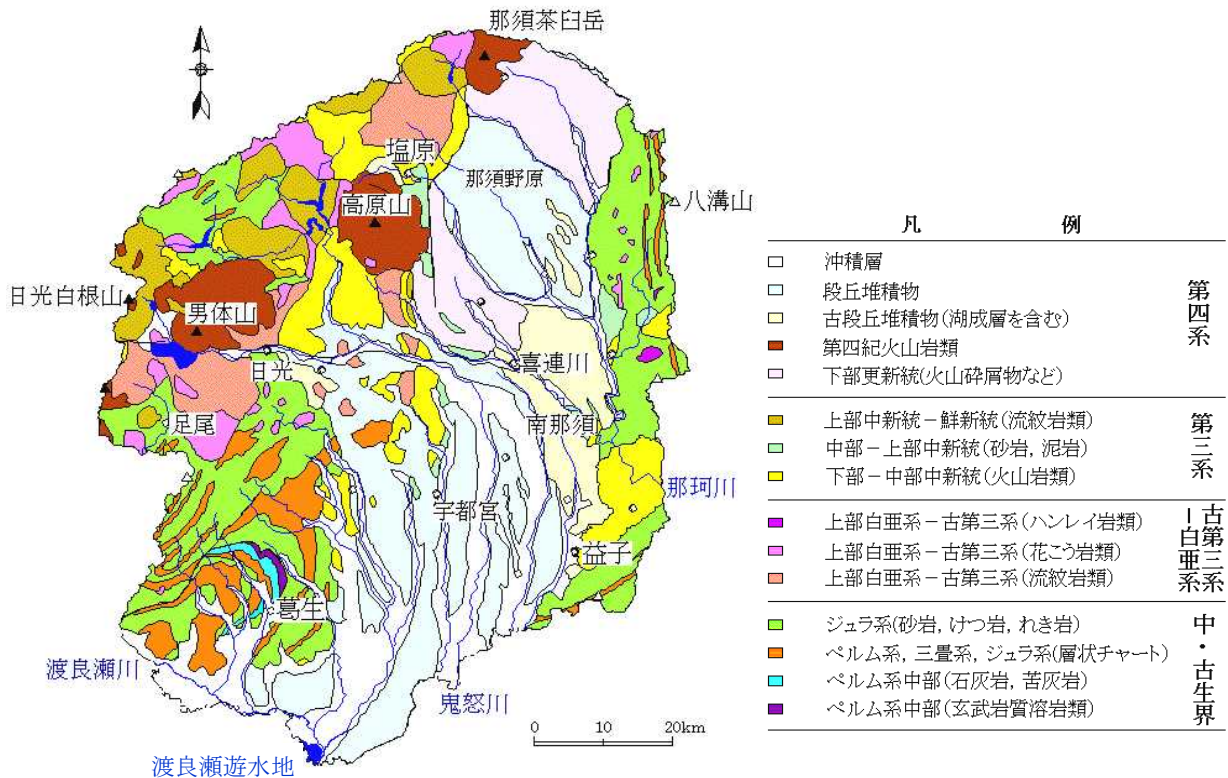 那須茶臼岳
塩原
那須野原
八溝山
高原山
日光白根山
男体山
日光
喜連川
足尾
南那須
那珂川
宇都宮
益子
葛生
渡良瀬川
鬼怒川
0 10 20km
渡良瀬遊水地
凡 例
沖積層
段丘堆積物
古段丘堆積物(湖成層を含む)
第四紀火山岩類
下部更新統(火山砕屑物など)
第四系
上部中新統−鮮新統(流紋岩類)
中部−上部中新統(砂岩, 泥岩)
下部−中部中新統(火山岩類)
第三系
上部白亜系−古第三系(ハンレイ岩類)
上部白亜系−古第三系(花こう岩類)
上部白亜系−古第三系(流紋岩類)
古第三系
−白亜系
ジュラ系(砂岩, けつ岩, れき岩)
ペルム系, 三畳系, ジュラ系(層状チャート)
ペルム系中部(石灰岩, 苦灰岩)
ペルム系中部(玄武岩質溶岩類)
中・古生界